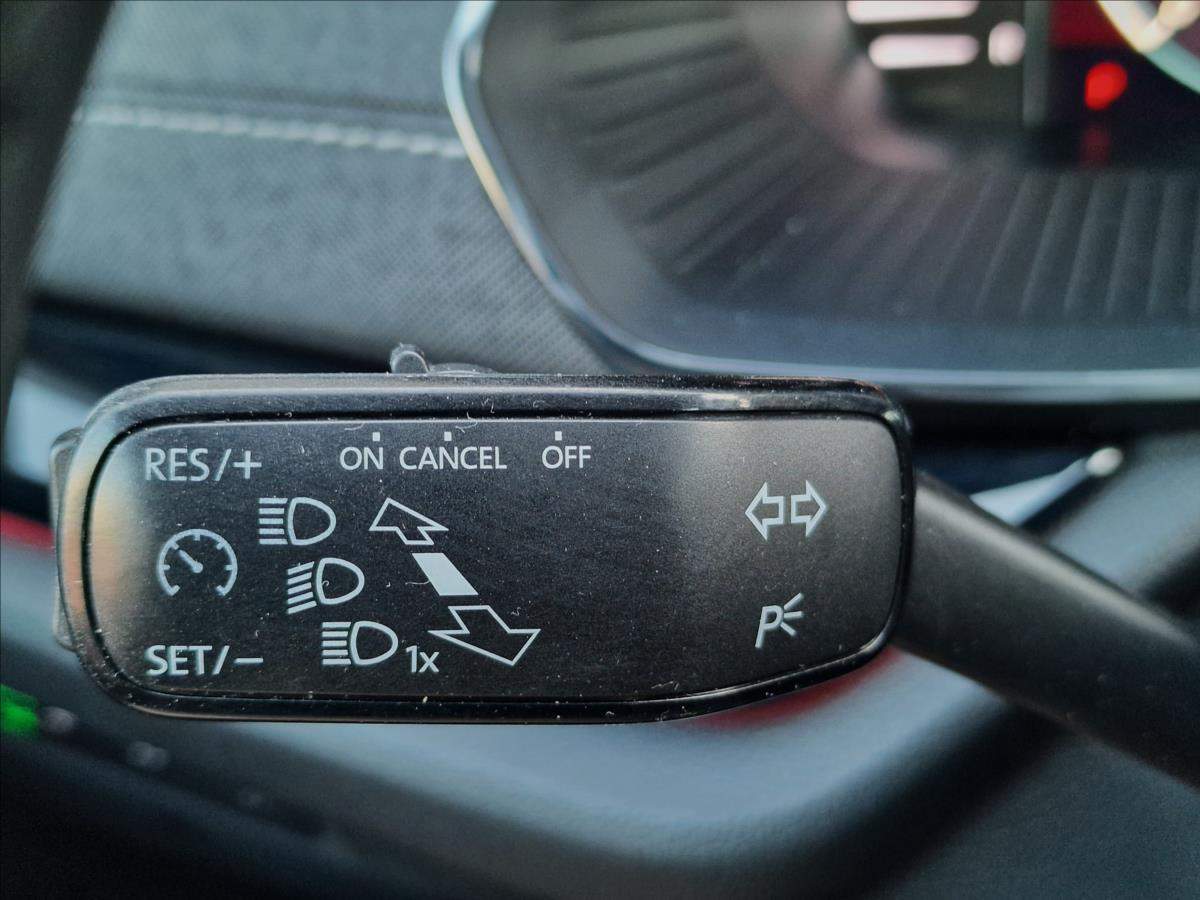 RES/+
ON CANCEL OFF
SET/–
1x
P